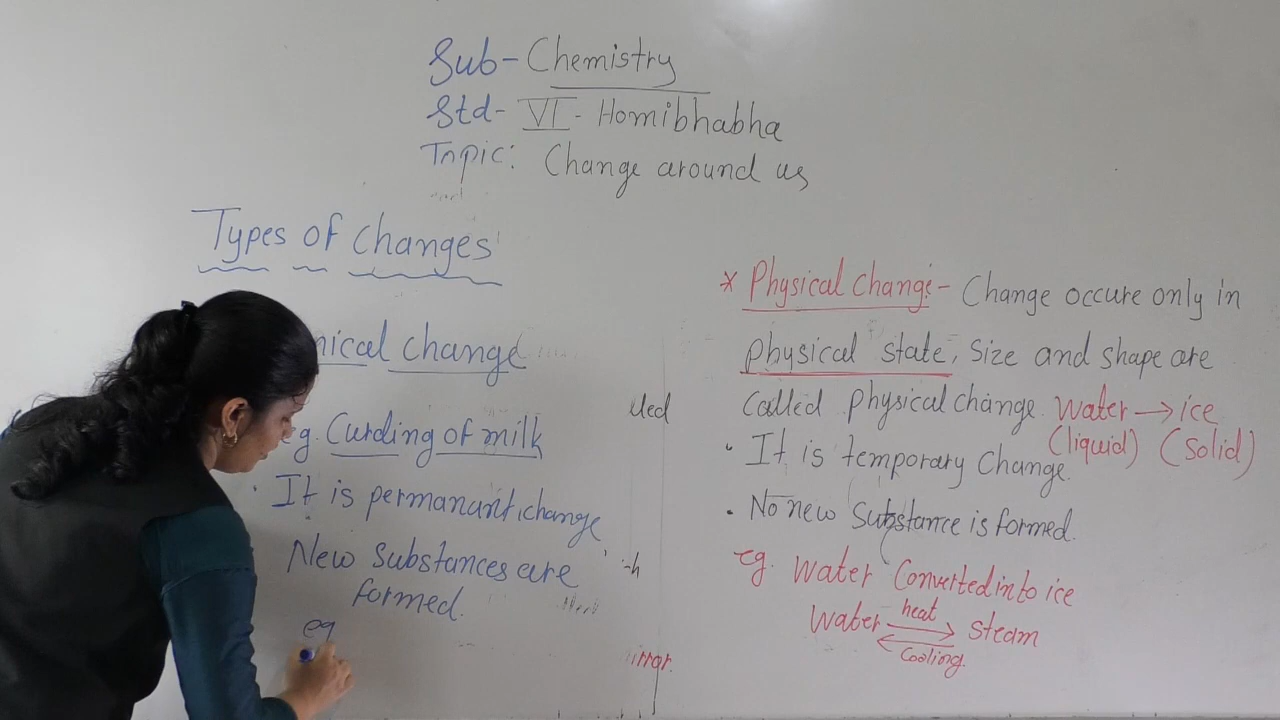 Sub- Chemistry
Std- VI - Homibhabha
Topic: Change around us
Types of changes
mical change
eg. Curding of milk
· It is permanant change
New substances are
formed.
eg
* Physical change - Change occure only in
physical state, size and shape are
called physical change. Water → ice
(liquid) (Solid)
· It is temporary Change.
· No new Substance is formed.
eg. Water Converted into ice
Water heat → Steam
← Cooling.